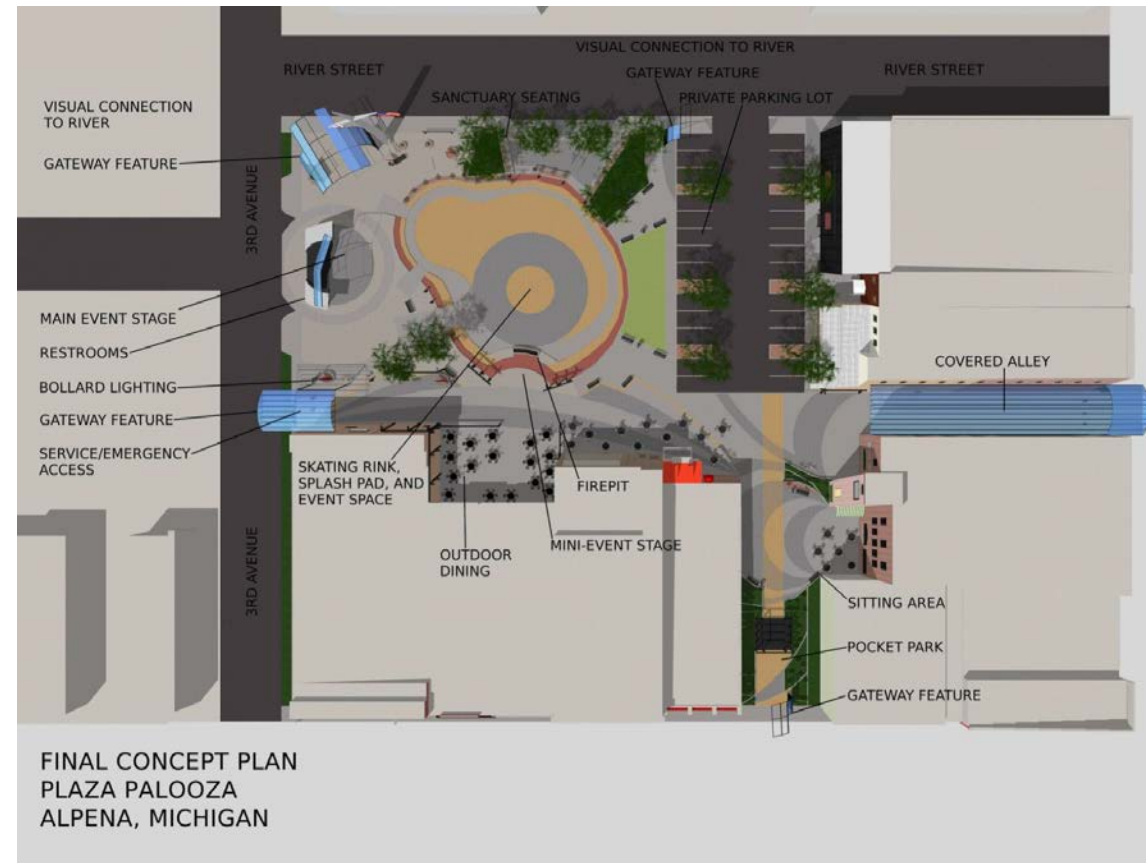 VISUAL CONNECTION TO RIVER
RIVER STREET
GATEWAY FEATURE
RIVER STREET
SANCTUARY SEATING
PRIVATE PARKING LOT
VISUAL CONNECTION
TO RIVER
GATEWAY FEATURE
3RD AVENUE
MAIN EVENT STAGE
RESTROOMS
BOLLARD LIGHTING
GATEWAY FEATURE
SERVICE/EMERGENCY
ACCESS
COVERED ALLEY
SKATING RINK,
SPLASH PAD, AND
EVENT SPACE
FIREPIT
MINI-EVENT STAGE
OUTDOOR
DINING
3RD AVENUE
SITTING AREA
POCKET PARK
GATEWAY FEATURE
FINAL CONCEPT PLAN
PLAZA PALOOZA
ALPENA, MICHIGAN